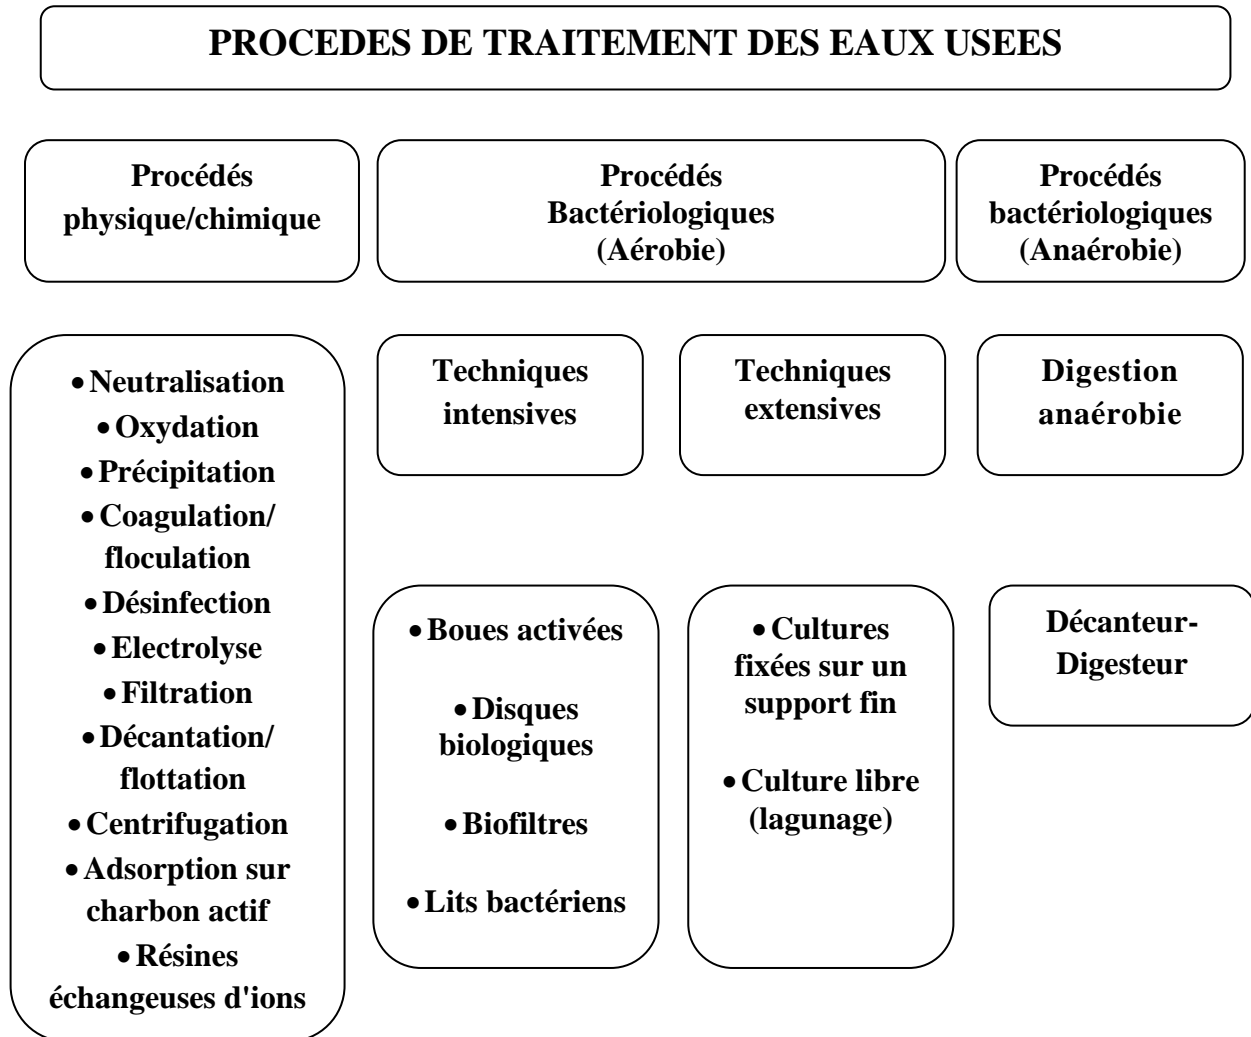 PROCEDES DE TRAITEMENT DES EAUX USEES
Procédés
physique/chimique
Procédés
Bactériologiques
(Aérobie)
Procédés
bactériologiques
(Anaérobie)
• Neutralisation
• Oxydation
• Précipitation
• Coagulation/
floculation
• Désinfection
• Electrolyse
• Filtration
• Décantation/
flottation
• Centrifugation
• Adsorption sur
charbon actif
• Résines
échangeuses d'ions
Techniques
intensives
Techniques
extensives
Digestion
anaérobie
• Boues activées
• Disques
biologiques
• Biofiltres
• Lits bactériens
• Cultures
fixées sur un
support fin
• Culture libre
(lagunage)
Décanteur-
Digesteur